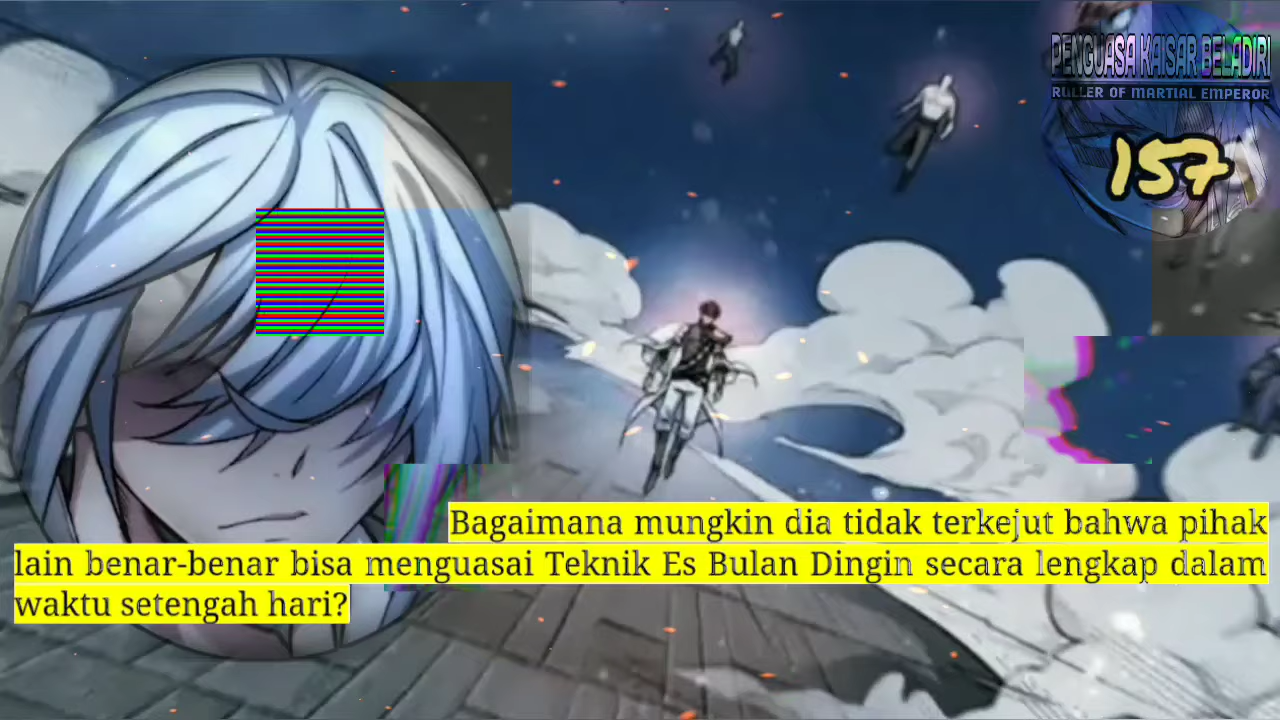 PENGUASA KAISAR BELADIRI
RULLER OF MARTIAL EMPEROR
157
Bagaimana mungkin dia tidak terkejut bahwa pihak
lain benar-benar bisa menguasai Teknik Es Bulan Dingin secara lengkap dalam
waktu setengah hari?